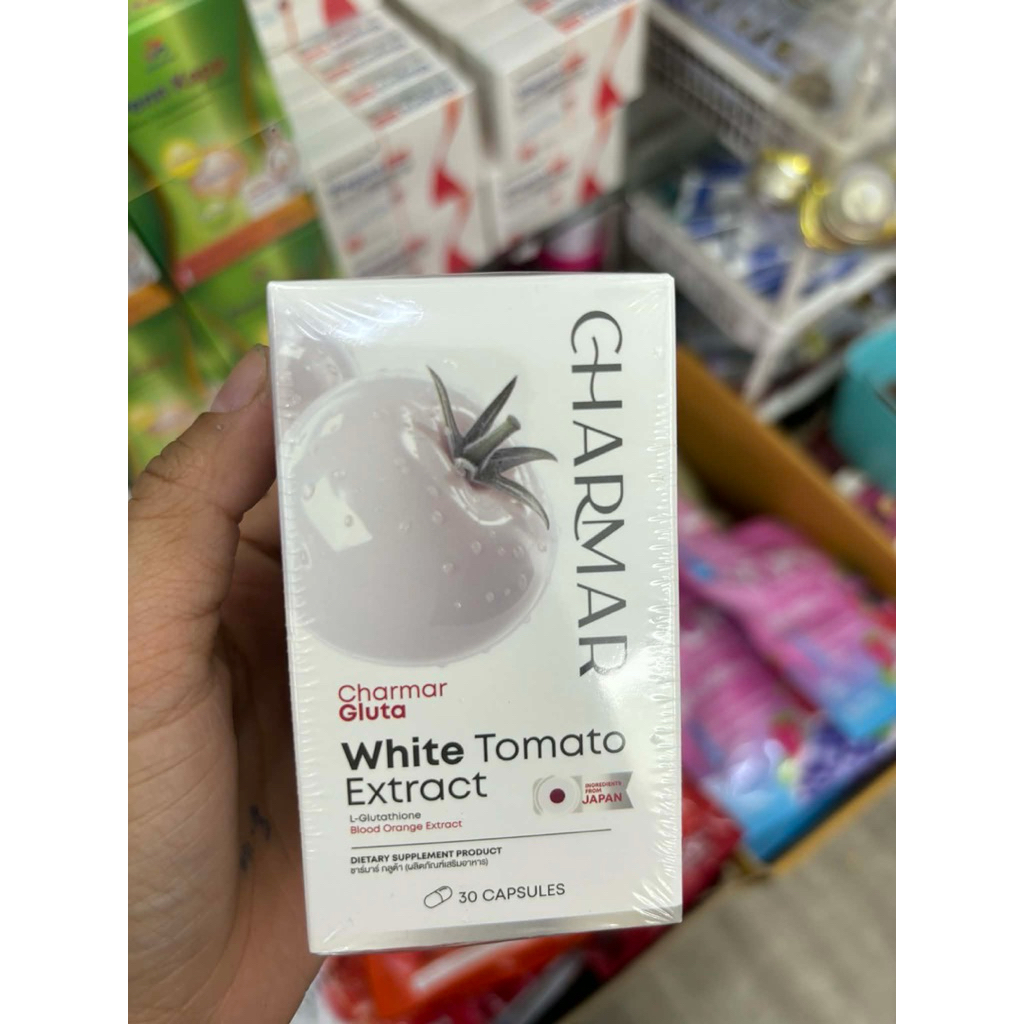 CHARMAR
Charmar
Gluta
White Tomato
Extract
L-Glutathione
Blood Orange Extract
INGREDIENTS
FROM
JAPAN
DIETARY SUPPLEMENT PRODUCT
ชาร์มาร์ กลูต้า (ผลิตภัณฑ์เสริมอาหาร)
30 CAPSULES